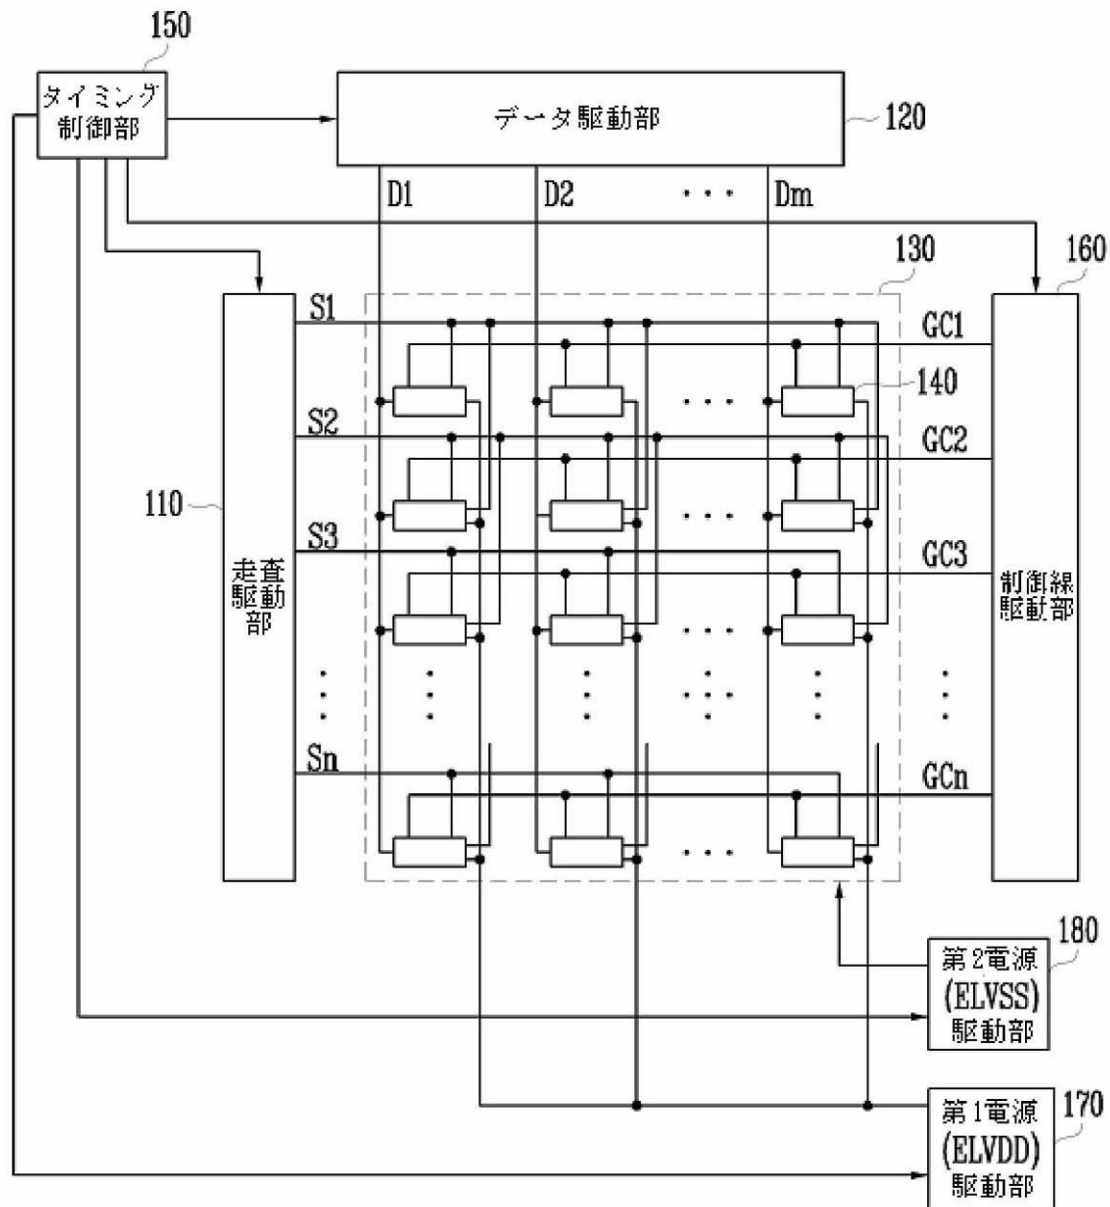 150
タイミング
制御部
データ駆動部
120
D1
D2
Dm
130
160
S1
GC1
140
S2
GC2
110
S3
GC3
走査
駆動
部
制御線
駆動部
Sn
GCn
180
第2電源
(ELVSS)
駆動部
170
第1電源
(ELVDD)
駆動部